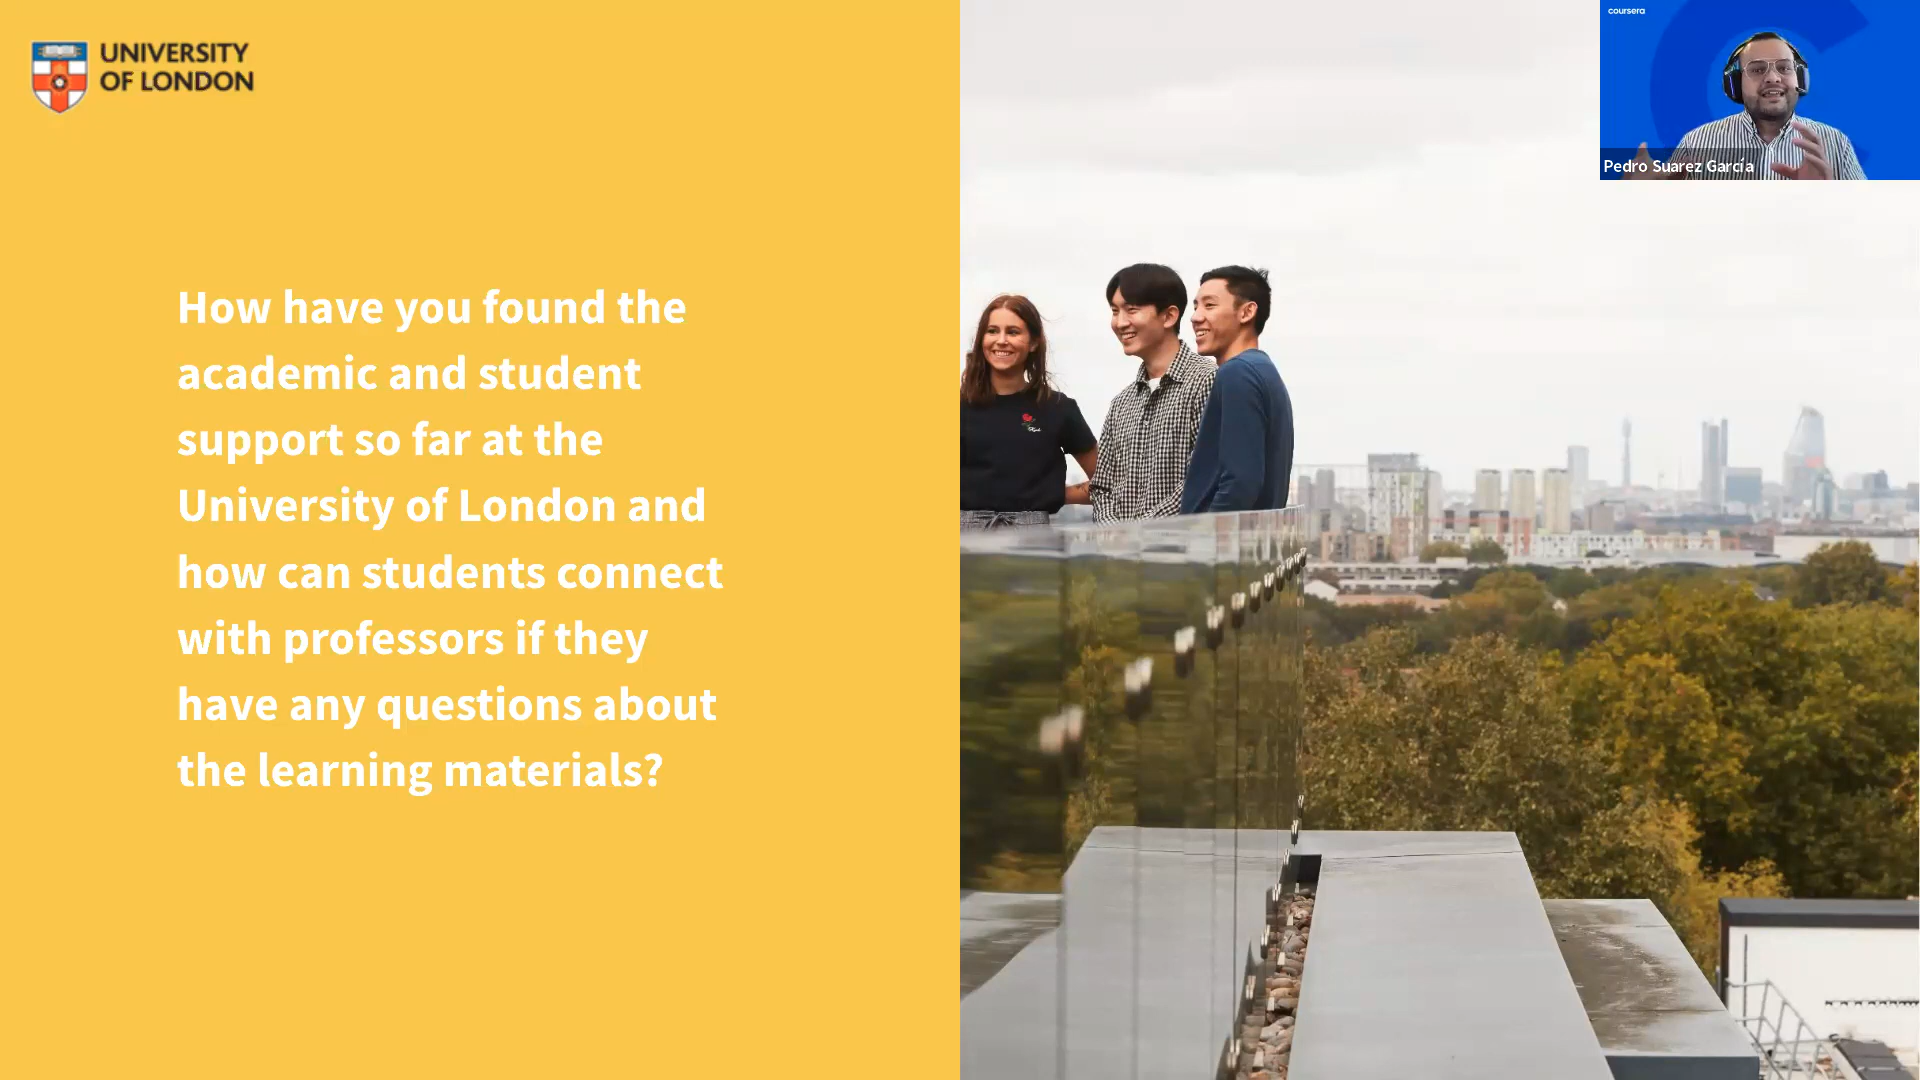 UNIVERSITY
OF LONDON
coursera
Pedro Suarez García
How have you found the
academic and student
support so far at the
University of London and
how can students connect
with professors if they
have any questions about
the learning materials?